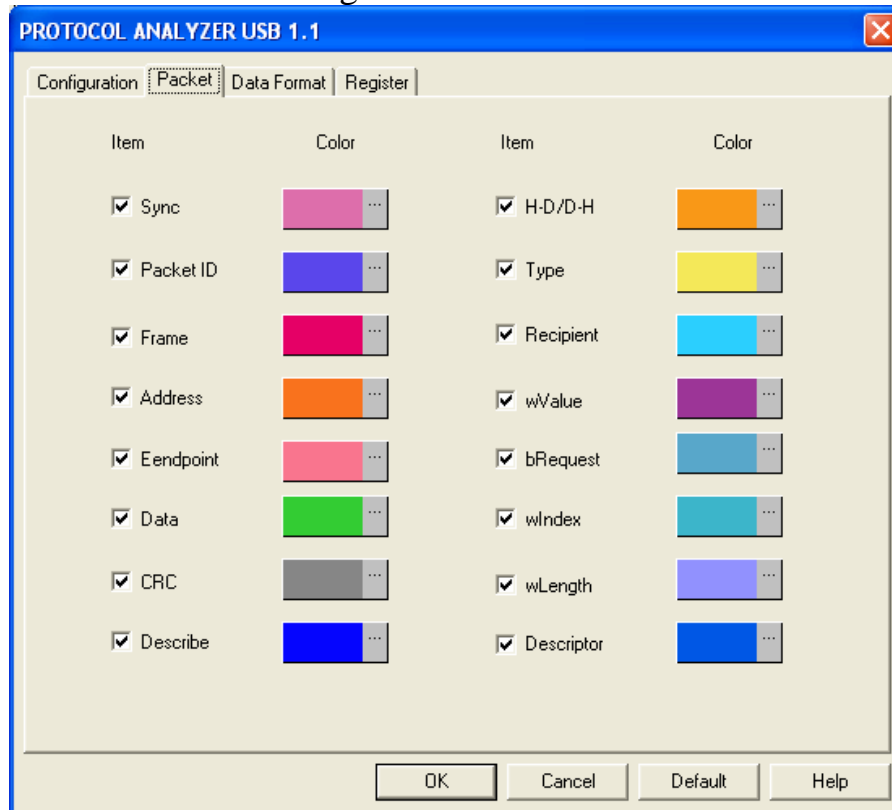 PROTOCOL ANALYZER USB 1.1
Configuration Packet Data Format Register
Item Color Item Color
Sync ... H-D/D-H ...
Packet ID ... Type ...
Frame ... Recipient ...
Address ... wValue ...
Eendpoint ... bRequest ...
Data ... wIndex ...
CRC ... wLength ...
Describe ... Descriptor ...
OK Cancel Default Help